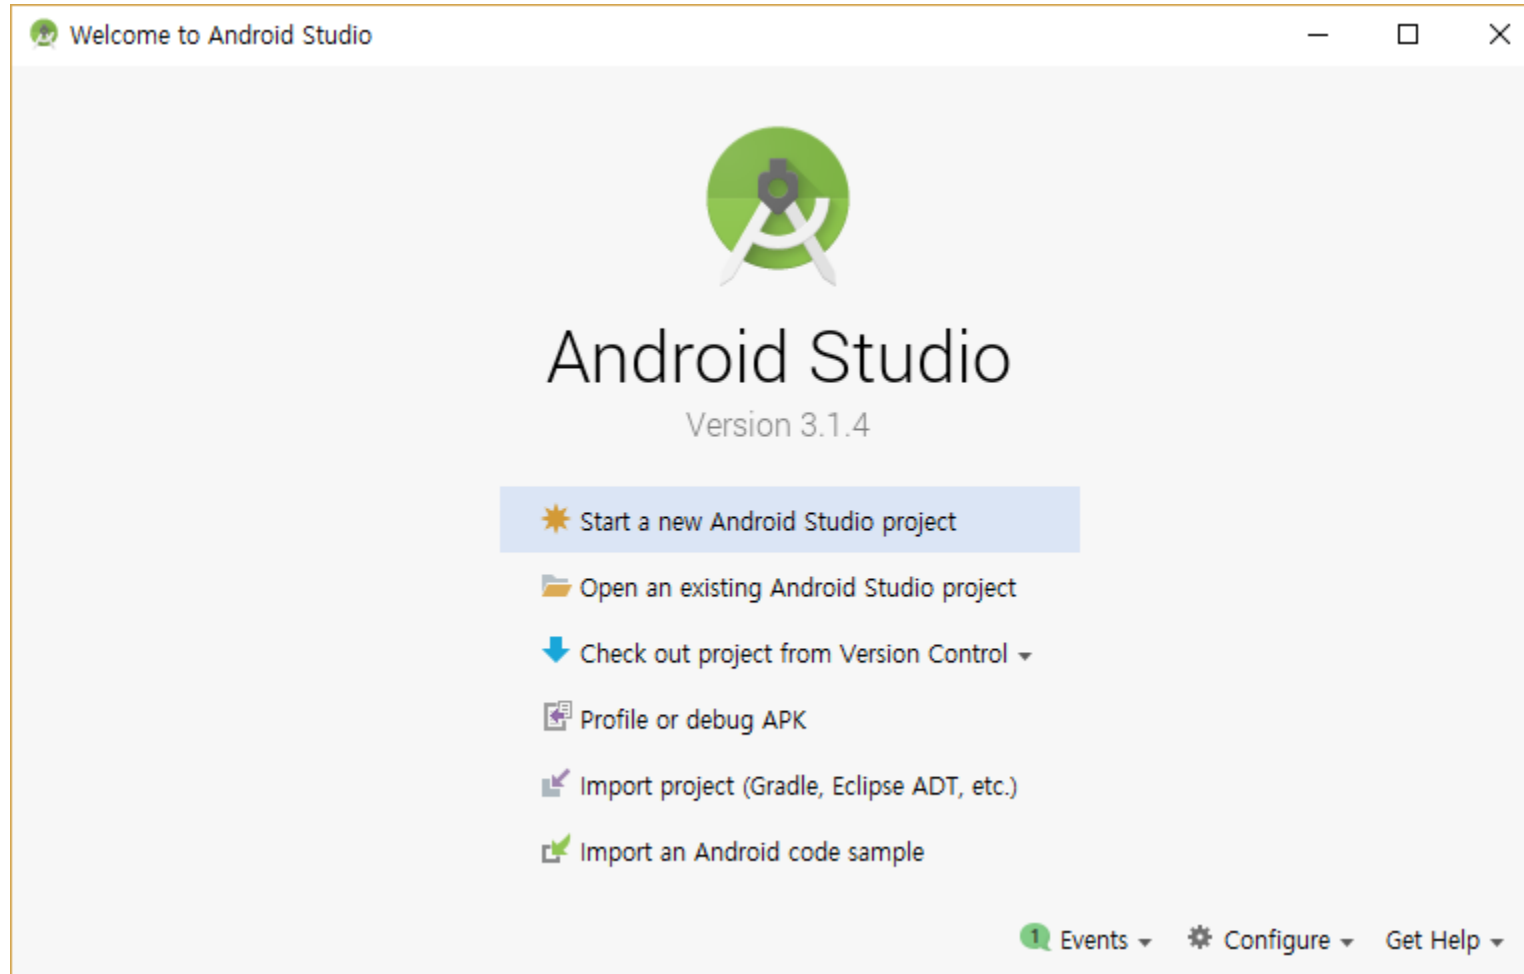 Welcome to Android Studio
Android Studio
Version 3.1.4
Start a new Android Studio project
Open an existing Android Studio project
Check out project from Version Control
Profile or debug APK
Import project (Gradle, Eclipse ADT, etc.)
Import an Android code sample
1 Events Configure Get Help